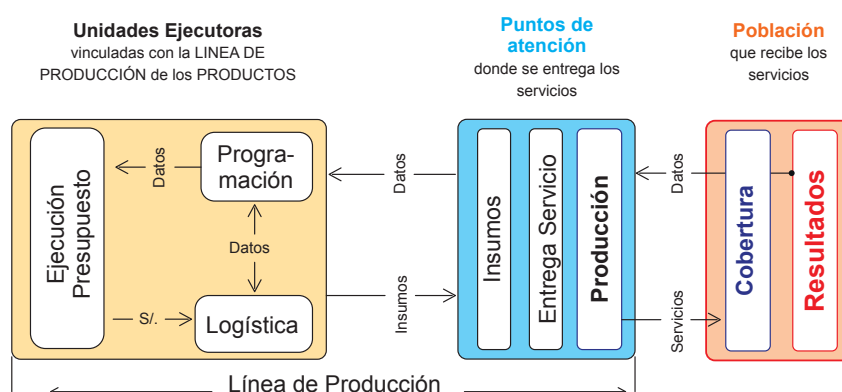 Unidades Ejecutoras
vinculadas con la LINEA DE
PRODUCCIÓN de los PRODUCTOS
Puntos de
atención
donde se entrega los
servicios
Población
que recibe los
servicios
Ejecución
Presupuesto
Datos
Progra-
mación
Datos
S/.
Logística
Datos
Insumos
Insumos
Entrega Servicio
Producción
Datos
Servicios
Cobertura
Resultados
Línea de Producción